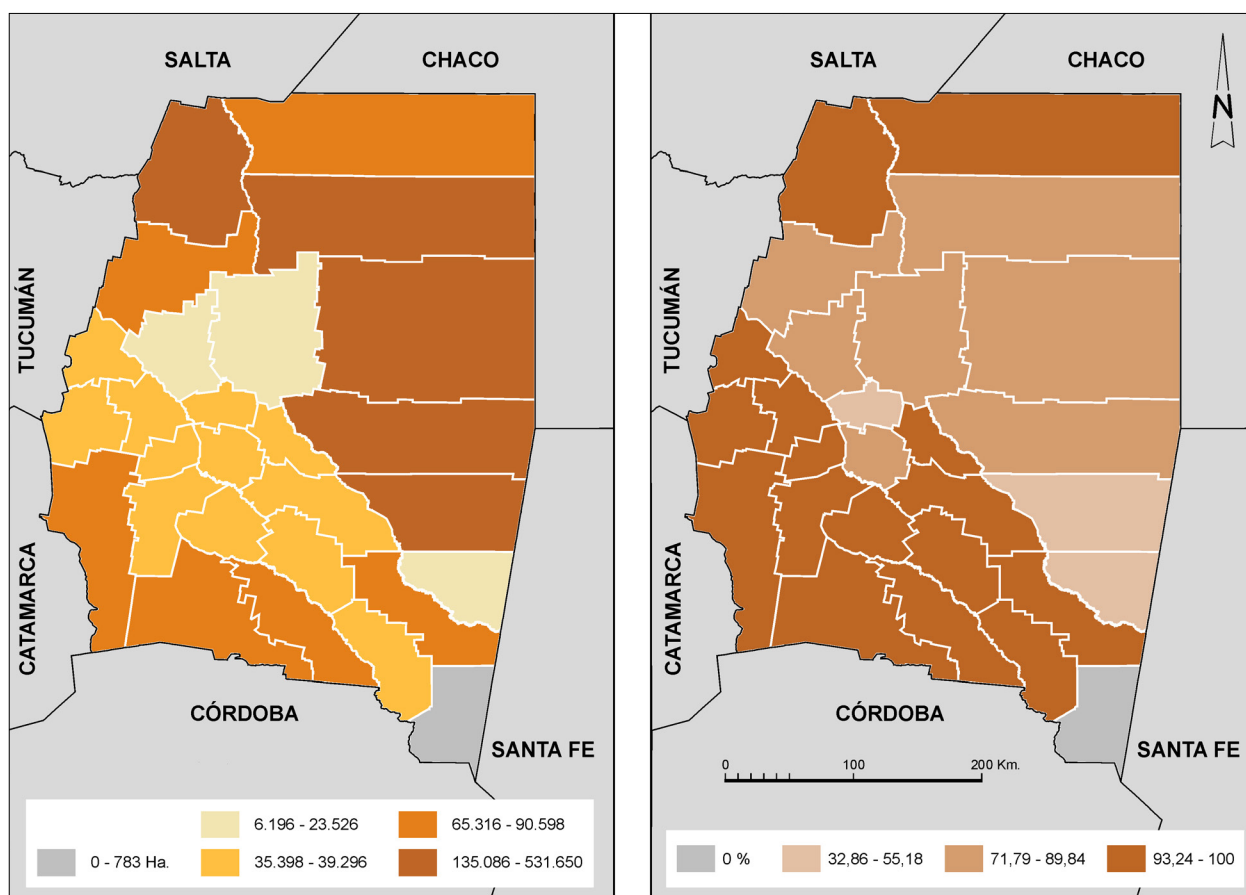 SALTA
CHACO
TUCUMÁN
CATAMARCA
CÓRDOBA
SANTA FE
0 - 783 Ha.
6.196 - 23.526
35.398 - 39.296
65.316 - 90.598
135.086 - 531.650
SALTA
CHACO
N
TUCUMÁN
CATAMARCA
CÓRDOBA
SANTA FE
0 100 200 Km.
0 % 32,86 - 55,18 71,79 - 89,84 93,24 - 100